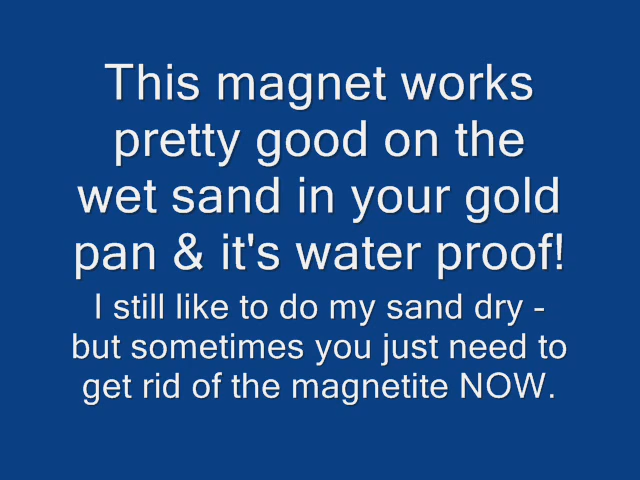 This magnet works
pretty good on the
wet sand in your gold
pan & it's water proof!
I still like to do my sand dry -
but sometimes you just need to
get rid of the magnetite NOW.